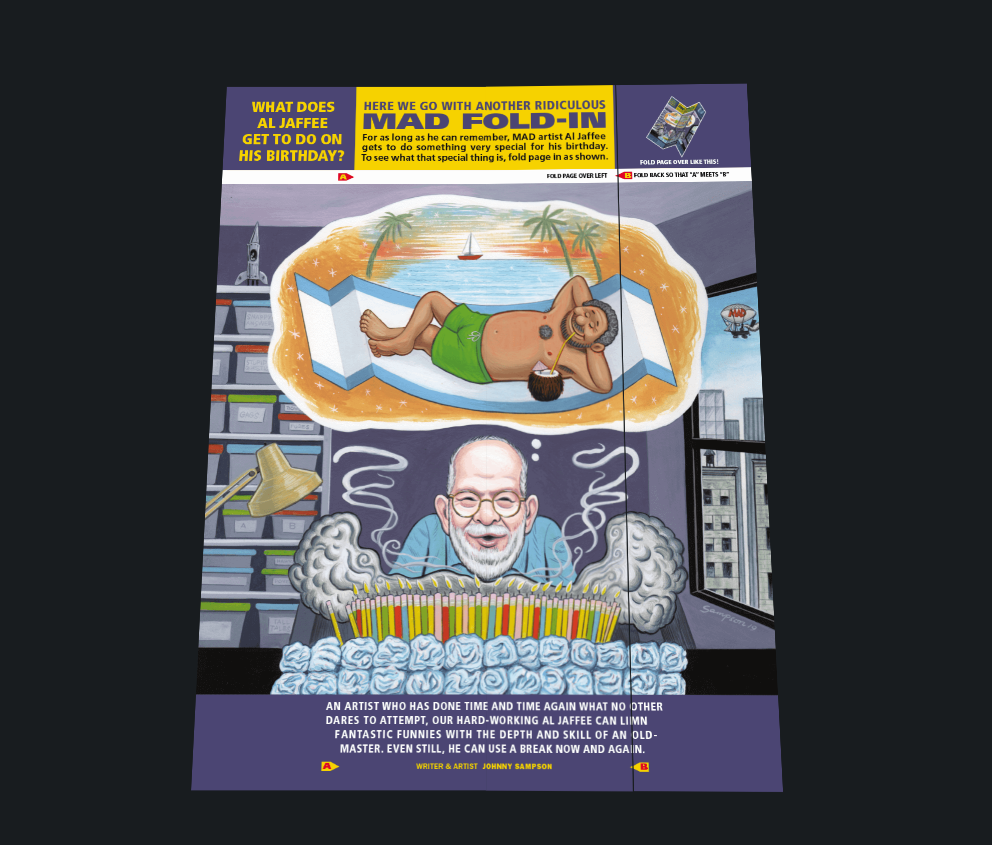 WHAT DOES
AL JAFFEE
GET TO DO ON
HIS BIRTHDAY?
HERE WE GO WITH ANOTHER RIDICULOUS
MAD FOLD-IN
For as long as he can remember, MAD artist Al Jaffee
gets to do something very special for his birthday.
To see what that special thing is, fold page in as shown.
FOLD PAGE OVER LIKE THIS!
A
FOLD PAGE OVER LEFT
B FOLD BACK SO THAT "A" MEETS "B"
MAD
A B
Sampson '19
AN ARTIST WHO HAS DONE TIME AND TIME AGAIN WHAT NO OTHER
DARES TO ATTEMPT, OUR HARD-WORKING AL JAFFEE CAN LIMN
FANTASTIC FUNNIES WITH THE DEPTH AND SKILL OF AN OLD-
MASTER. EVEN STILL, HE CAN USE A BREAK NOW AND AGAIN.
A
WRITER & ARTIST JOHNNY SAMPSON
B